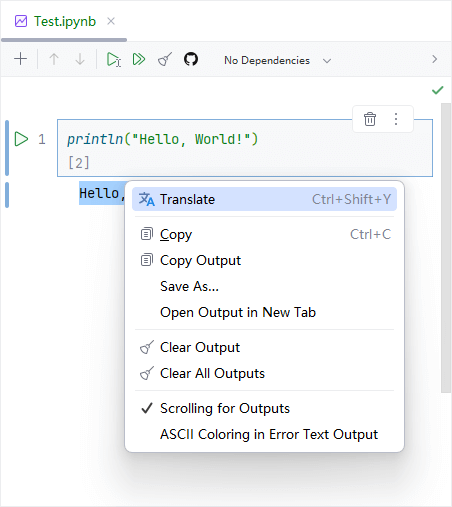 Test.ipynb
No Dependencies
1 println("Hello, World!")
[2]
Hello,
Translate Ctrl+Shift+Y
Copy Ctrl+C
Copy Output
Save As...
Open Output in New Tab
Clear Output
Clear All Outputs
Scrolling for Outputs
ASCII Coloring in Error Text Output